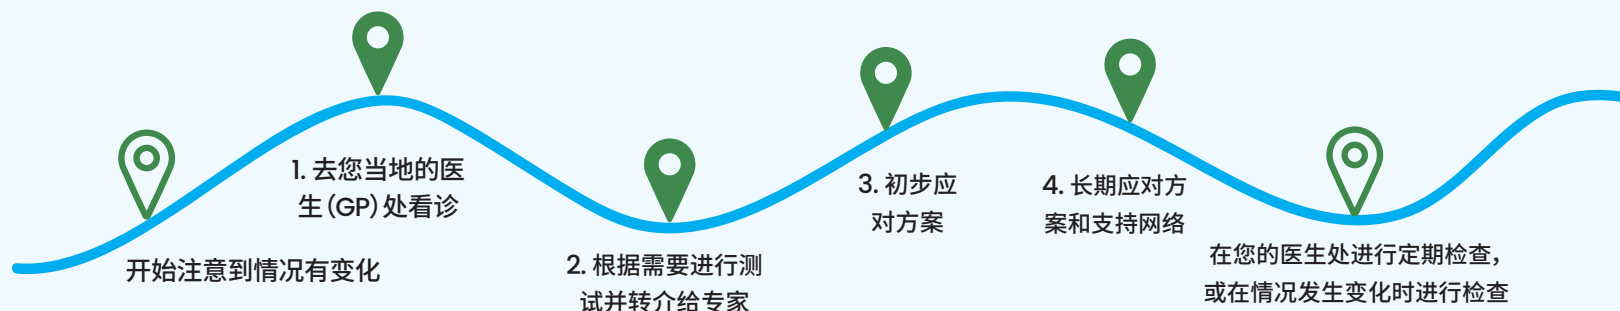 开始注意到情况有变化
1. 去您当地的医
生（GP）处看诊
2. 根据需要进行测
试并转介给专家
3. 初步应
对方案
4. 长期应对方
案和支持网络
在您的医生处进行定期检查，
或在情况发生变化时进行检查